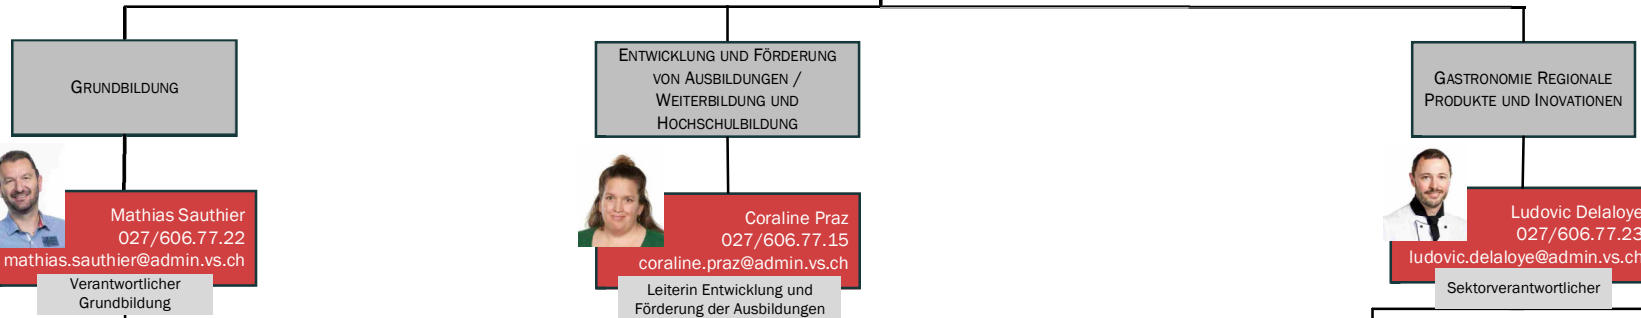 GRUNDBILDUNG
ENTWICKLUNG UND FÖRDERUNG
VON AUSBILDUNGEN /
WEITERBILDUNG UND
HOCHSCHULBILDUNG
GASTRONOMIE REGIONALE
PRODUKTE UND INOVATIONEN
Mathias Sauthier
027/606.77.22
mathias.sauthier@admin.vs.ch
Verantwortlicher
Grundbildung
Coraline Praz
027/606.77.15
coraline.praz@admin.vs.ch
Leiterin Entwicklung und
Förderung der Ausbildungen
Ludovic Delaloye
027/606.77.23
ludovic.delaloye@admin.vs.ch
Sektorverantwortlicher